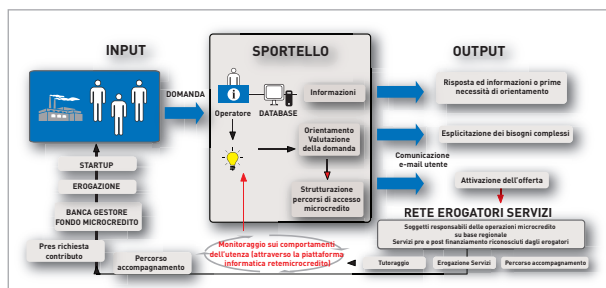 INPUT
SPORTELLO
OUTPUT
DOMANDA
i
Operatore
DATABASE
Informazioni
Risposta ed informazioni o prime
necessità di orientamento
Orientamento
Valutazione
della domanda
Esplicitazione dei bisogni complessi
Comunicazione
e-mail utente
Strutturazione
percorsi di accesso
microcredito
Attivazione dell'offerta
STARTUP
EROGAZIONE
BANCA GESTORE
FONDO MICROCREDITO
Pres richiesta
contributo
Percorso
accompagnamento
Monitoraggio sui comportamenti
dell'utenza (attraverso la piattaforma
informatica retemicrocredito)
RETE EROGATORI SERVIZI
Soggetti responsabili delle operazioni microcredito
su base regionale
Servizi pre e post finanziamento riconosciuti dagli erogatori
Tutoraggio
Erogazione Servizi
Percorso accompagnamento